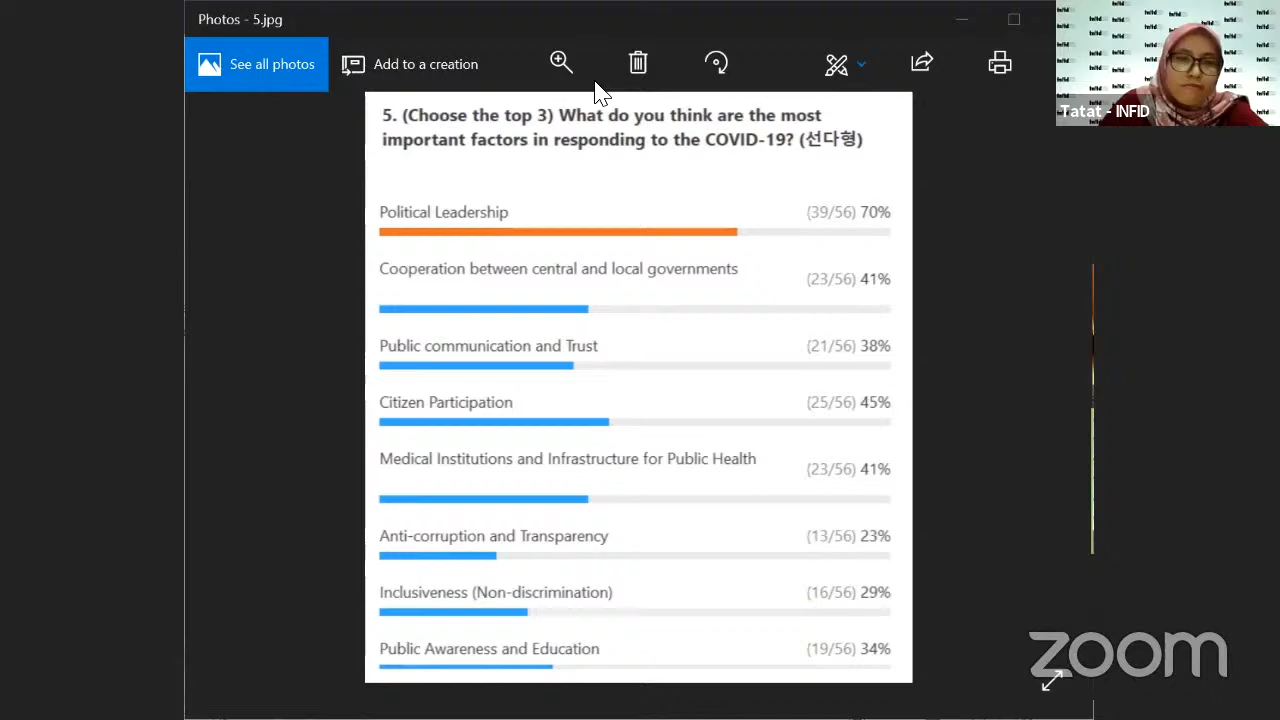 Photos - 5.jpg
See all photos
Add to a creation
5. (Choose the top 3) What do you think are the most
important factors in responding to the COVID-19? (선다형)
Political Leadership (39/56) 70%
Cooperation between central and local governments (23/56) 41%
Public communication and Trust (21/56) 38%
Citizen Participation (25/56) 45%
Medical Institutions and Infrastructure for Public Health (23/56) 41%
Anti-corruption and Transparency (13/56) 23%
Inclusiveness (Non-discrimination) (16/56) 29%
Public Awareness and Education (19/56) 34%
Tatat - INFID
zoom